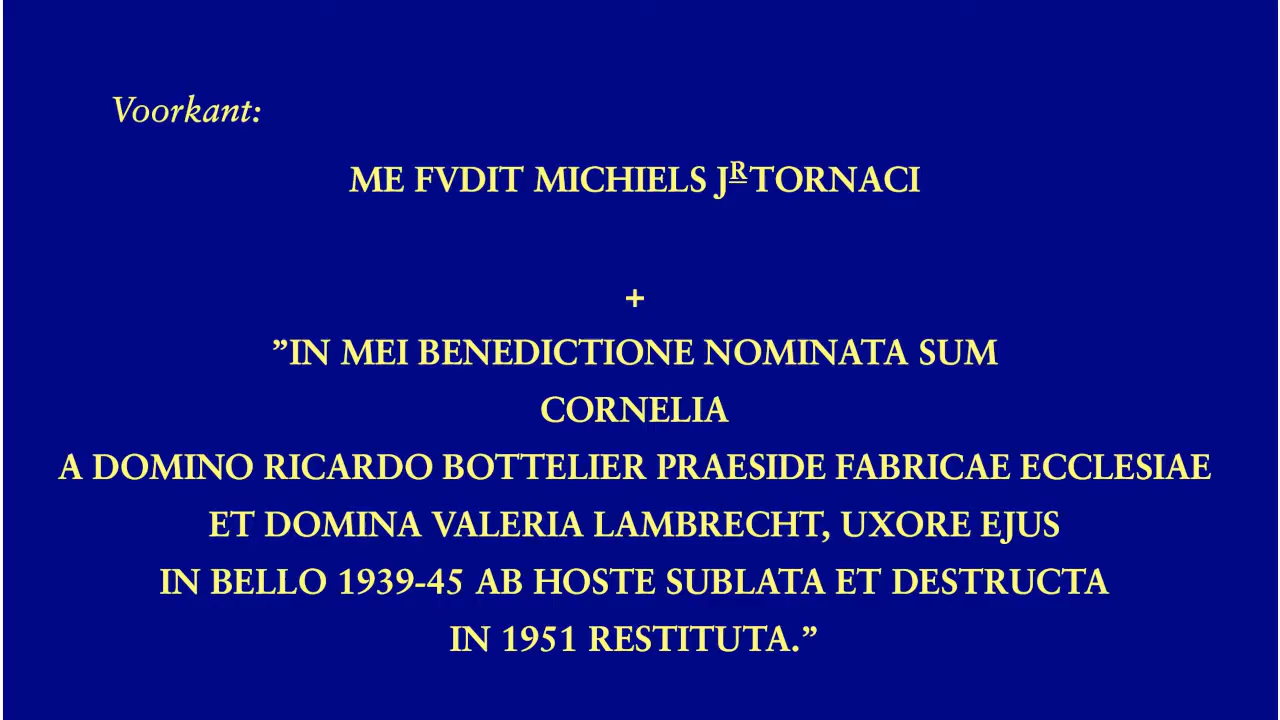 Voorkant:
ME FVDIT MICHIELS JR TORNACI
+
”IN MEI BENEDICTIONE NOMINATA SUM
CORNELIA
A DOMINO RICARDO BOTTELIER PRAESIDE FABRICAE ECCLESIAE
ET DOMINA VALERIA LAMBRECHT, UXORE EJUS
IN BELLO 1939-45 AB HOSTE SUBLATA ET DESTRUCTA
IN 1951 RESTITUTA.”